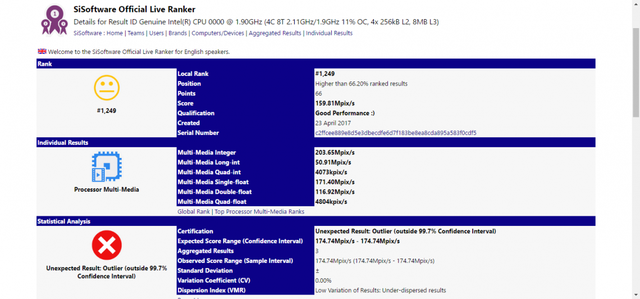 SiSoftware Official Live Ranker
Details for Result ID Genuine Intel(R) CPU 0000 @ 1.90GHz (4C 8T 2.11GHz/1.9GHz 11% OC, 4x 256kB L2, 8MB L3)
SiSoftware : Home | Teams | Users | Brands | Computers/Devices | Aggregated Results | Individual Results
Welcome to the SiSoftware Official Live Ranker for English speakers.
Rank
#1,249
Local Rank #1,249
Position Higher than 66.20% ranked results
Points 66
Score 159.81Mpix/s
Qualification Good Performance :)
Created 23 April 2017
Serial Number
Individual Results
Processor Multi-Media
Multi-Media Integer 203.65Mpix/s
Multi-Media Long-int 50.91Mpix/s
Multi-Media Quad-int 4073kpix/s
Multi-Media Single-float 171.40Mpix/s
Multi-Media Double-float 116.92Mpix/s
Multi-Media Quad-float 4804kpix/s
Global Rank | Top Processor Multi-Media Ranks
Statistical Analysis
Unexpected Result: Outlier (outside 99.7% Confidence Interval)
Certification Unexpected Result: Outlier (outside 99.7% Confidence Interval)
Expected Score Range (Confidence Interval) 174.74Mpix/s - 174.74Mpix/s
Aggregated Results
Observed Score Range (Sample Interval) 174.74Mpix/s (174.74Mpix/s - 174.74Mpix/s)
Standard Deviation ±
Variation Coefficient (CV) 0.00%
Dispersion Index (VMR) Low Variation of Results: Under-dispersed results